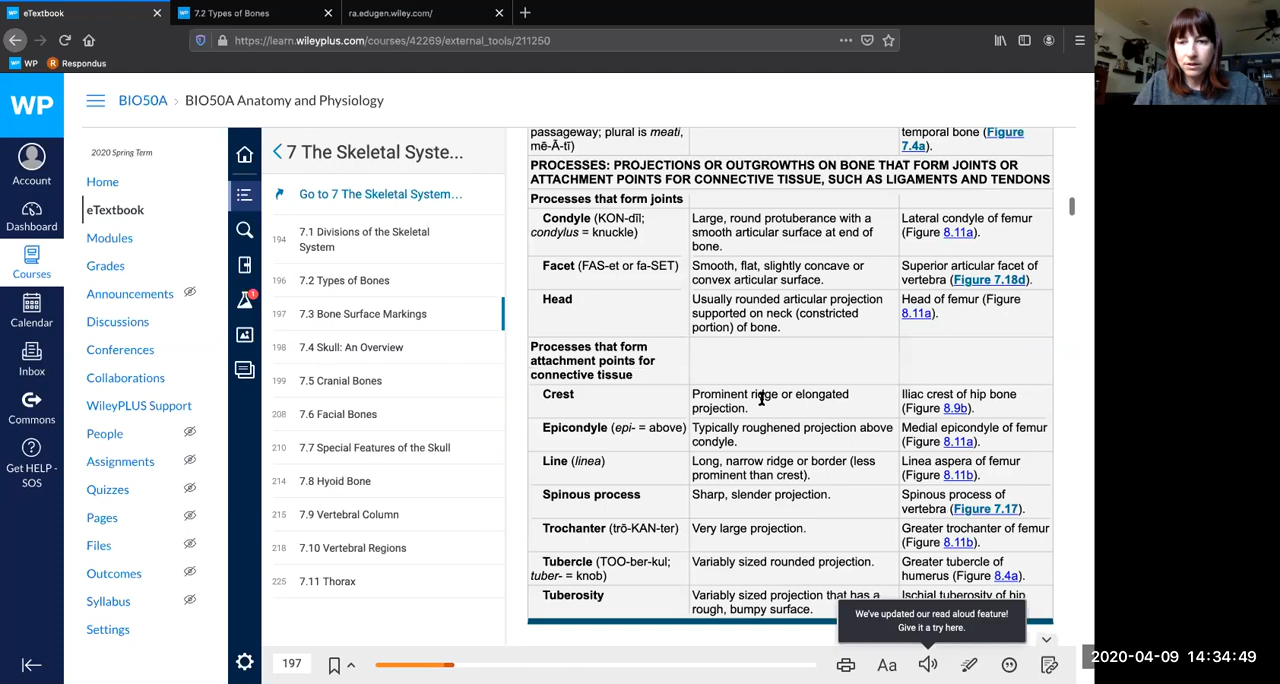 eTextbook
7.2 Types of Bones
ra.edugen.wiley.com/
https://learn.wileyplus.com/courses/42269/external_tools/211250
WP
Respondus
WP
BIO50A > BIO50A Anatomy and Physiology
Account
Dashboard
Courses
Calendar
Inbox
Commons
Get HELP -
SOS
2020 Spring Term
Home
eTextbook
Modules
Grades
Announcements
Discussions
Conferences
Collaborations
WileyPLUS Support
People
Assignments
Quizzes
Pages
Files
Outcomes
Syllabus
Settings
1
7 The Skeletal Syste...
Go to 7 The Skeletal System...
194 7.1 Divisions of the Skeletal
System
196 7.2 Types of Bones
197 7.3 Bone Surface Markings
198 7.4 Skull: An Overview
199 7.5 Cranial Bones
208 7.6 Facial Bones
210 7.7 Special Features of the Skull
214 7.8 Hyoid Bone
215 7.9 Vertebral Column
218 7.10 Vertebral Regions
225 7.11 Thorax
passageway; plural is meati,
mē-Ā-tī)
temporal bone (Figure
7.4a).
PROCESSES: PROJECTIONS OR OUTGROWTHS ON BONE THAT FORM JOINTS OR
ATTACHMENT POINTS FOR CONNECTIVE TISSUE, SUCH AS LIGAMENTS AND TENDONS
Processes that form joints
Condyle (KON-dīl;
condylus = knuckle)
Large, round protuberance with a
smooth articular surface at end of
bone.
Lateral condyle of femur
(Figure 8.11a).
Facet (FAS-et or fa-SET)
Smooth, flat, slightly concave or
convex articular surface.
Superior articular facet of
vertebra (Figure 7.18d).
Head
Usually rounded articular projection
supported on neck (constricted
portion) of bone.
Head of femur (Figure
8.11a).
Processes that form
attachment points for
connective tissue
Crest
Prominent ridge or elongated
projection.
Iliac crest of hip bone
(Figure 8.9b).
Epicondyle (epi- = above)
Typically roughened projection above
condyle.
Medial epicondyle of femur
(Figure 8.11a).
Line (linea)
Long, narrow ridge or border (less
prominent than crest).
Linea aspera of femur
(Figure 8.11b).
Spinous process
Sharp, slender projection.
Spinous process of
vertebra (Figure 7.17).
Trochanter (trō-KAN-ter)
Very large projection.
Greater trochanter of femur
(Figure 8.11b).
Tubercle (TOO-ber-kul;
tuber- = knob)
Variably sized rounded projection.
Greater tubercle of
humerus (Figure 8.4a).
Tuberosity
Variably sized projection that has a
rough, bumpy surface.
Ischial tuberosity of hip
We've updated our read aloud feature!
Give it a try here.
197
Aa
2020-04-09 14:34:49